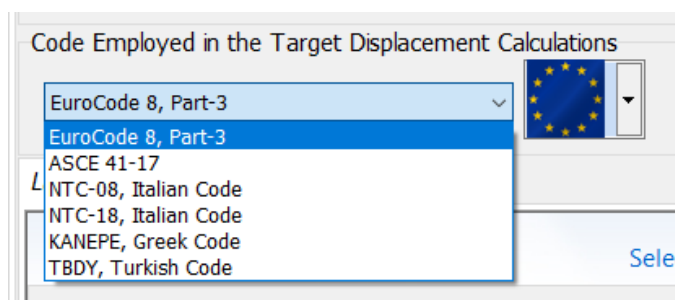 Code Employed in the Target Displacement Calculations
EuroCode 8, Part-3
EuroCode 8, Part-3
ASCE 41-17
NTC-08, Italian Code
NTC-18, Italian Code
KANEPE, Greek Code
TBDY, Turkish Code